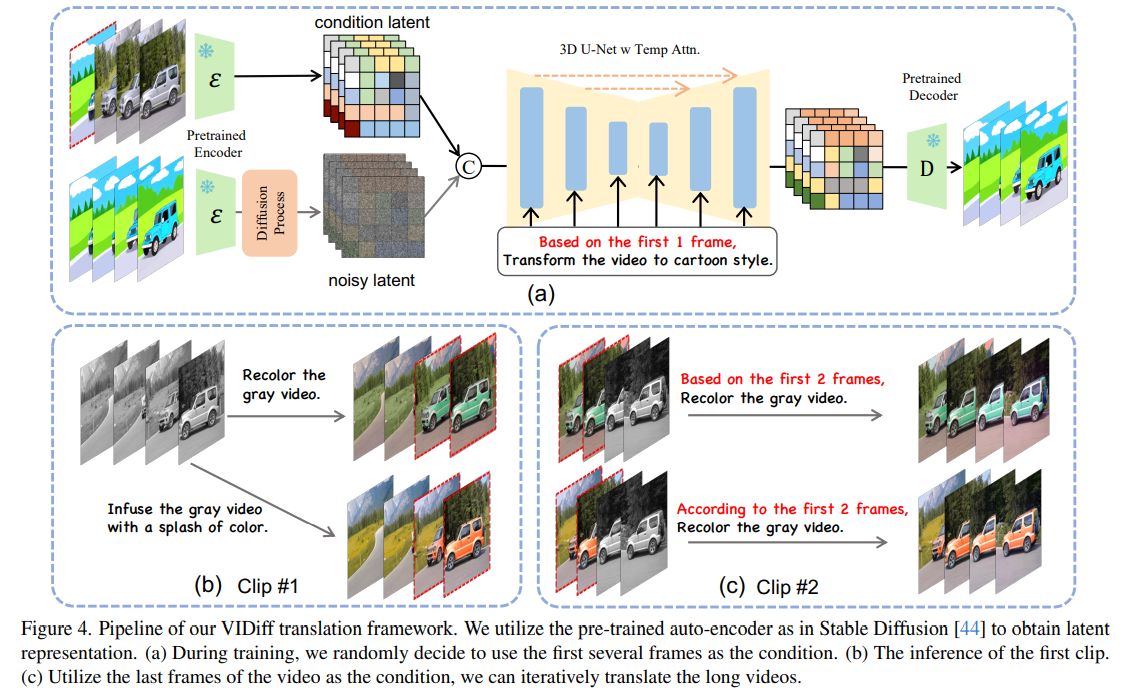 condition latent
3D U-Net w Temp Attn.
ε
Pretrained
Encoder
C
Pretrained
Decoder
D
ε
Diffusion
Process
noisy latent
Based on the first 1 frame,
Transform the video to cartoon style.
(a)
Recolor the
gray video.
Infuse the gray video
with a splash of color.
(b) Clip #1
Based on the first 2 frames,
Recolor the gray video.
According to the first 2 frames,
Recolor the gray video.
(c) Clip #2
Figure 4. Pipeline of our VIDiff translation framework. We utilize the pre-trained auto-encoder as in Stable Diffusion [44] to obtain latent
representation. (a) During training, we randomly decide to use the first several frames as the condition. (b) The inference of the first clip.
(c) Utilize the last frames of the video as the condition, we can iteratively translate the long videos.